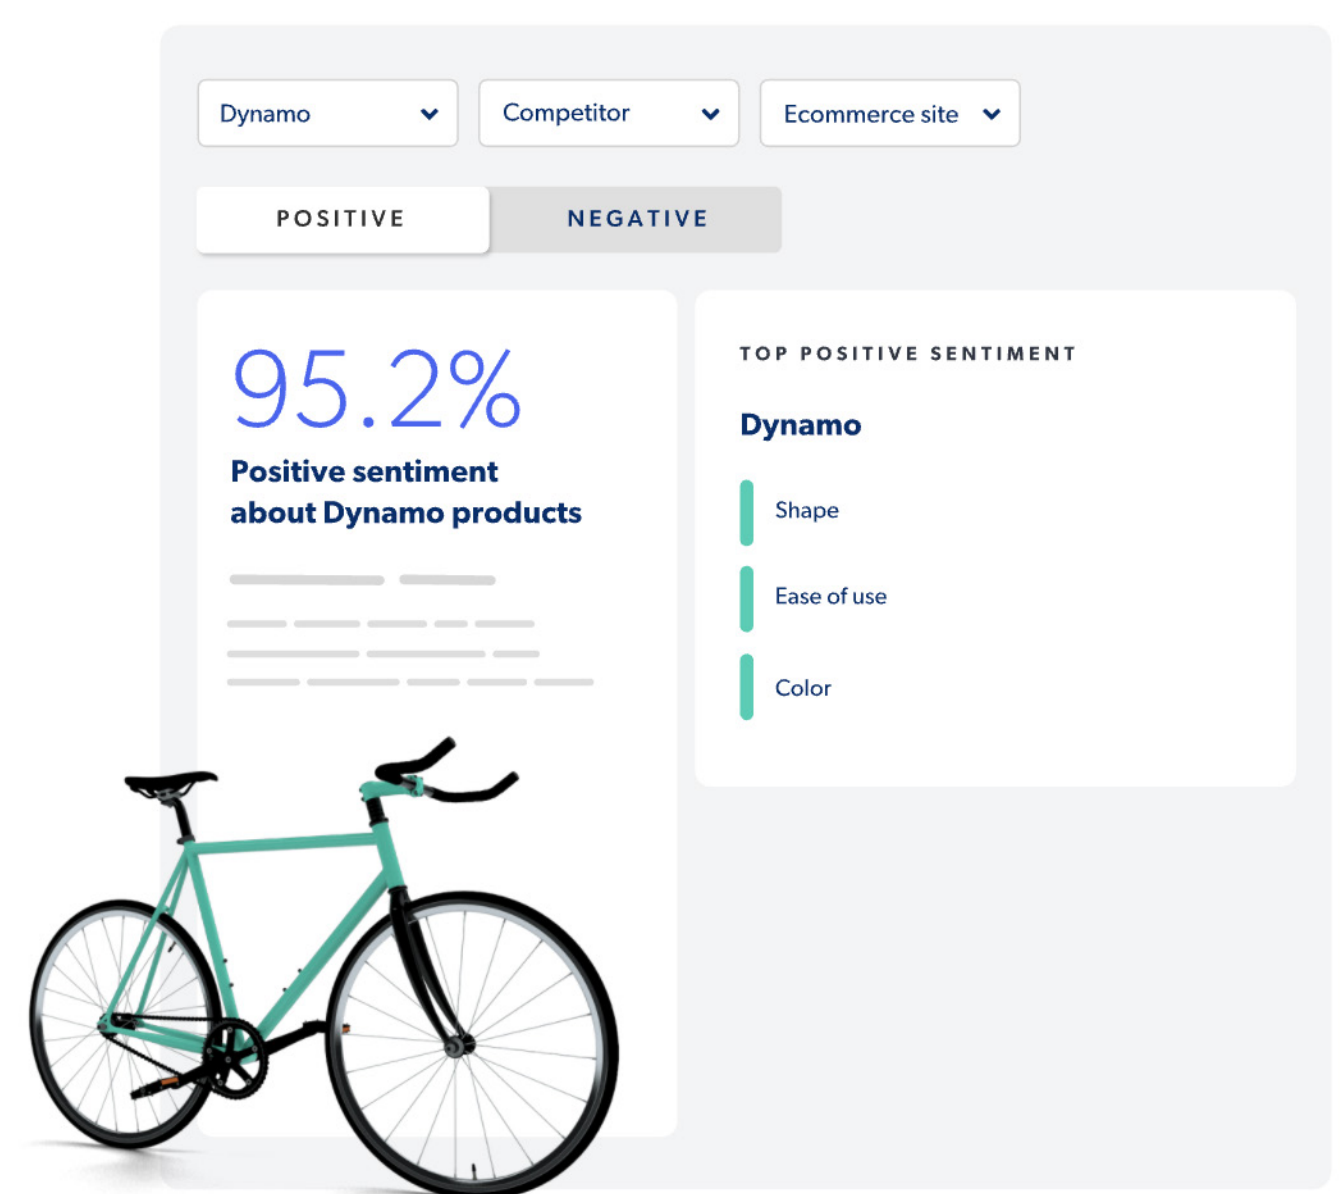 Dynamo
Competitor
Ecommerce site
POSITIVE
NEGATIVE
95.2%
Positive sentiment
about Dynamo products
TOP POSITIVE SENTIMENT
Dynamo
Shape
Ease of use
Color